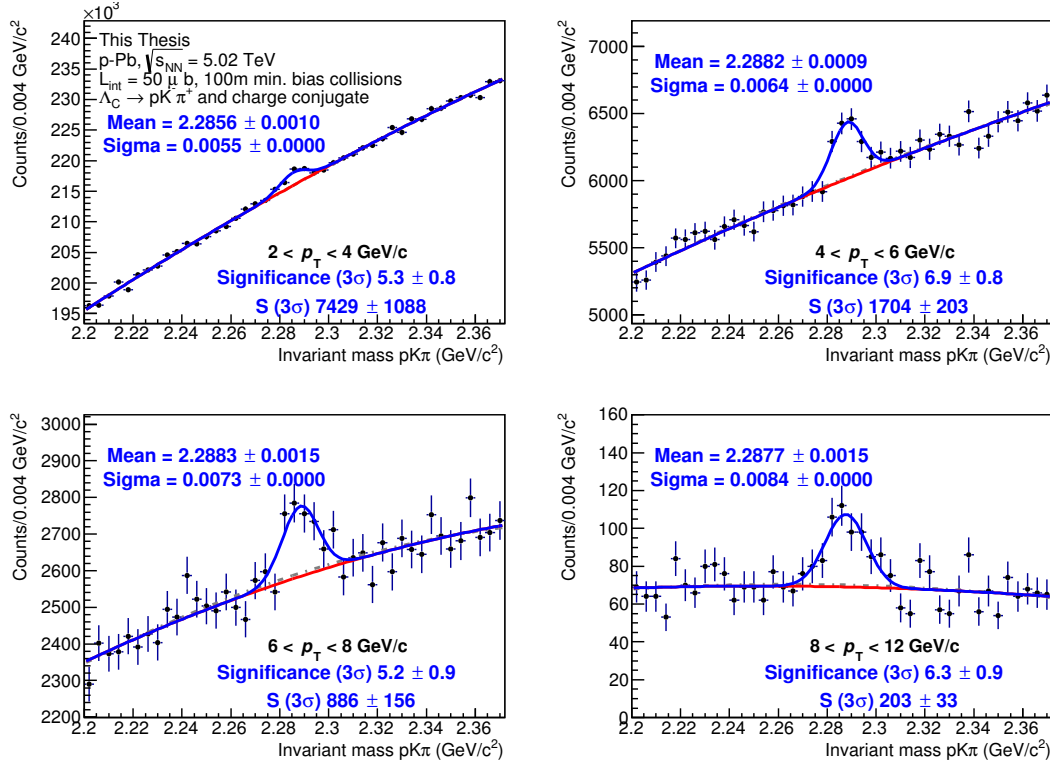 ×10³
240
235
230
225
220
215
210
205
200
195
Counts/0.004 GeV/c²
This Thesis
p-Pb, √s_NN = 5.02 TeV
L_int = 50 μ b, 100m min. bias collisions
Λ_C → pK⁻π⁺ and charge conjugate
Mean = 2.2856 ± 0.0010
Sigma = 0.0055 ± 0.0000
2 < p_T < 4 GeV/c
Significance (3σ) 5.3 ± 0.8
S (3σ) 7429 ± 1088
2.2 2.22 2.24 2.26 2.28 2.3 2.32 2.34 2.36
Invariant mass pKπ (GeV/c²)
7000
6500
6000
5500
5000
Counts/0.004 GeV/c²
Mean = 2.2882 ± 0.0009
Sigma = 0.0064 ± 0.0000
4 < p_T < 6 GeV/c
Significance (3σ) 6.9 ± 0.8
S (3σ) 1704 ± 203
2.2 2.22 2.24 2.26 2.28 2.3 2.32 2.34 2.36
Invariant mass pKπ (GeV/c²)
3000
2900
2800
2700
2600
2500
2400
2300
2200
Counts/0.004 GeV/c²
Mean = 2.2883 ± 0.0015
Sigma = 0.0073 ± 0.0000
6 < p_T < 8 GeV/c
Significance (3σ) 5.2 ± 0.9
S (3σ) 886 ± 156
2.2 2.22 2.24 2.26 2.28 2.3 2.32 2.34 2.36
Invariant mass pKπ (GeV/c²)
160
140
120
100
80
60
40
20
0
Counts/0.004 GeV/c²
Mean = 2.2877 ± 0.0015
Sigma = 0.0084 ± 0.0000
8 < p_T < 12 GeV/c
Significance (3σ) 6.3 ± 0.9
S (3σ) 203 ± 33
2.2 2.22 2.24 2.26 2.28 2.3 2.32 2.34 2.36
Invariant mass pKπ (GeV/c²)